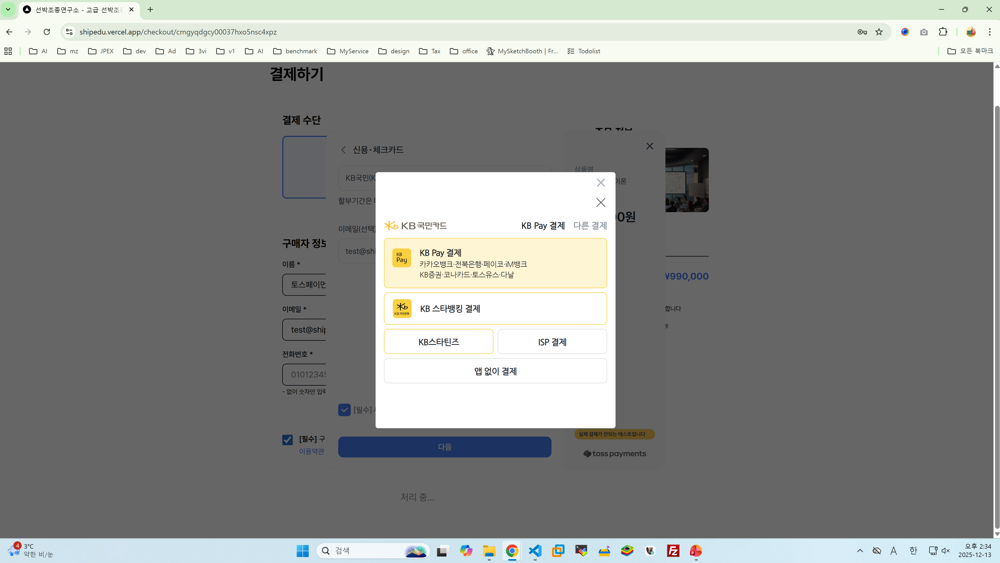 선박조종연구소 - 고급 선박조
shipedu.vercel.app/checkout/cmgyqdgcy00037hxo5nsc4xpz
AI
mz
JPEX
dev
Ad
3vi
v1
AI
benchmark
MyService
design
Tax
office
MySketchBooth | Fr...
Todolist
모든 북마크
결제하기
결제 수단
신용·체크카드
상품명
KB국민(K
이론
할부기간은
00원
이메일(선택)
test@shi
구매자 정보
이름 *
토스페이먼
₩990,000
이메일 *
test@ship
합니다
전화번호 *
01012345
- 없이 숫자만 입력
KB국민카드
KB Pay 결제
다른 결제
KB Pay
KB Pay 결제
카카오뱅크·전북은행·페이코·iM뱅크
KB증권·코나카드·토스유스·다날
KB국민은행
KB 스타뱅킹 결제
KB스타틴즈
ISP 결제
앱 없이 결제
[필수]
[필수] 구
이용약관
다음
실제 결제가 안되는 테스트입니다
toss payments
처리 중...
4
3°C
약한 비/눈
검색
A
한
오후 2:34
2025-12-13